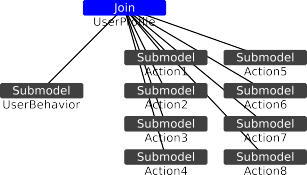 Join
UserProfile
Submodel
Action1
Submodel
Action5
Submodel
UserBehavior
Submodel
Action2
Submodel
Action6
Submodel
Action3
Submodel
Action7
Submodel
Action4
Submodel
Action8